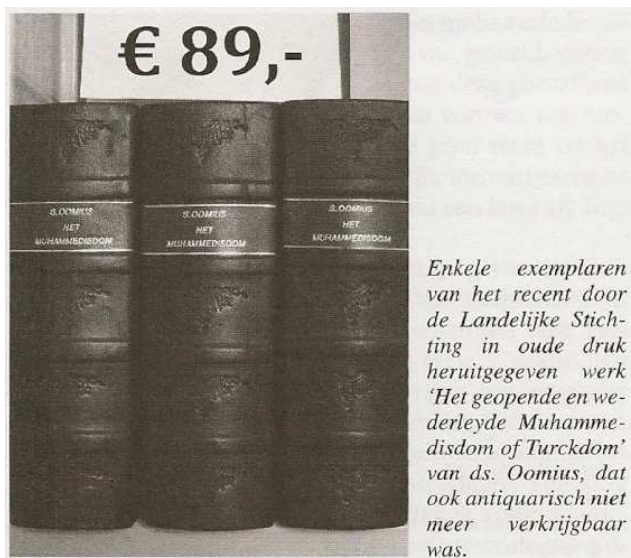 € 89,-
S.OOMIUS
HET
MUHAMMEDISDOM
S.OOMIUS
HET
MUHAMMEDISDOM
S.OOMIUS
HET
MUHAMMEDISDOM
Enkele exemplaren
van het recent door
de Landelijke Stich-
ting in oude druk
heruitgegeven werk
‘Het geopende en we-
derleyde Muhamme-
disdom of Turckdom’
van ds. Oomius, dat
ook antiquarisch niet
meer verkrijgbaar
was.